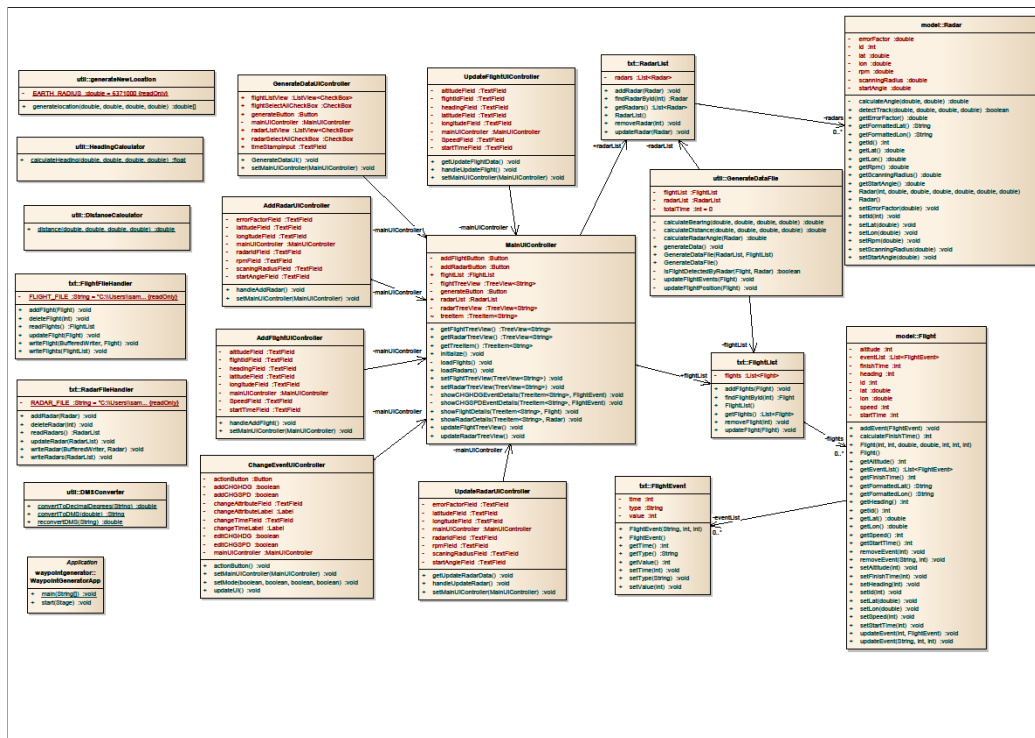 util::generateNewLocation
- EARTH_RADIUS :double = 6371000 {readOnly}
+ generatelocation(double, double, double, double) :double[]
util::HeadingCalculator
+ calculateHeading(double, double, double, double) :float
util::DistanceCalculator
+ distance(double, double, double, double) :double
txt::FlightFileHandler
- FLIGHT_FILE :String = "C:\\Users\\sam... {readOnly}
+ addFlight(Flight) :void
+ deleteFlight(int) :void
+ readFlights() :FlightList
+ updateFlight(Flight) :void
+ writeFlight(BufferedWriter, Flight) :void
+ writeFlights(FlightList) :void
txt::RadarFileHandler
- RADAR_FILE :String = "C:\\Users\\sam... {readOnly}
+ addRadar(Radar) :void
+ deleteRadar(int) :void
+ readRadars() :RadarList
+ updateRadar(RadarList) :void
+ writeRadar(BufferedWriter, Radar) :void
+ writeRadars(RadarList) :void
util::DMSConverter
+ convertToDecimalDegrees(String) :double
+ convertToDMS(double) :String
+ reconvertDMS(String) :double
Application
waypointgenerator::
WaypointGeneratorApp
+ main(String[]) :void
+ start(Stage) :void
GenerateDataUIController
+ flightListView :ListView<CheckBox>
+ flightSelectAllCheckBox :CheckBox
+ generateButton :Button
- mainUIController :MainUIController
+ radarListView :ListView<CheckBox>
+ radarSelectAllCheckBox :CheckBox
+ timeStampInput :TextField
+ GenerateDataUI() :void
+ setMainUIController(MainUIController) :void
-mainUIController
AddRadarUIController
- errorFactorField :TextField
- latitudeField :TextField
- longitudeField :TextField
- mainUIController :MainUIController
- radarIdField :TextField
- rpmField :TextField
- scaningRadiusField :TextField
- startAngleField :TextField
+ handleAddRadar() :void
+ setMainUIController(MainUIController) :void
-mainUIController
AddFlightUIController
- altitudeField :TextField
- flightIdField :TextField
- headingField :TextField
- latitudeField :TextField
- longitudeField :TextField
- mainUIController :MainUIController
- SpeedField :TextField
- startTimeField :TextField
+ handleAddFlight() :void
+ setMainUIController(MainUIController) :void
-mainUIController
ChangeEventUIController
- actionButton :Button
- addCHGHDG :boolean
- addCHGSPD :boolean
- changeAttributeField :TextField
- changeAttributeLabel :Label
- changeTimeField :TextField
- changeTimeLabel :Label
- editCHGHDG :boolean
- editCHGSPD :boolean
- mainUIController :MainUIController
+ actionButton() :void
+ setMainUIController(MainUIController) :void
+ setMode(boolean, boolean, boolean, boolean) :void
+ updateUI() :void
-mainUIController
UpdateFlightUIController
- altitudeField :TextField
- flightIdField :TextField
- headingField :TextField
- latitudeField :TextField
- longitudeField :TextField
- mainUIController :MainUIController
- SpeedField :TextField
- startTimeField :TextField
+ getUpdateFlightData() :void
+ handleUpdateFlight() :void
+ setMainUIController(MainUIController) :void
-mainUIController
MainUIController
- addFlightButton :Button
- addRadarButton :Button
+ flightList :FlightList
- flightTreeView :TreeView<String>
- generateButton :Button
+ radarList :RadarList
- radarTreeView :TreeView<String>
~ treeItem :TreeItem<String>
+ getFlightTreeView() :TreeView<String>
+ getRadarTreeView() :TreeView<String>
+ getTreeItem() :TreeItem<String>
+ initialize() :void
+ loadFlights() :void
+ loadRadars() :void
+ setFlightTreeView(TreeView<String>) :void
+ setRadarTreeView(TreeView<String>) :void
- showCHGHDGEventDetails(TreeItem<String>, FlightEvent) :void
- showCHGSPDEventDetails(TreeItem<String>, FlightEvent) :void
+ showFlightDetails(TreeItem<String>, Flight) :void
+ showRadarDetails(TreeItem<String>, Radar) :void
+ updateFlightTreeView() :void
+ updateRadarTreeView() :void
-mainUIController
UpdateRadarUIController
- errorFactorField :TextField
- latitudeField :TextField
- longitudeField :TextField
- mainUIController :MainUIController
- radarIdField :TextField
- rpmField :TextField
- scaningRadiusField :TextField
- startAngleField :TextField
+ getUpdateRadarData() :void
+ handleUpdateRadar() :void
+ setMainUIController(MainUIController) :void
txt::RadarList
- radars :List<Radar>
+ addRadar(Radar) :void
+ findRadarById(int) :Radar
+ getRadars() :List<Radar>
+ RadarList()
+ removeRadar(int) :void
+ updateRadar(Radar) :void
+radarList
-radarList
-radars
0..*
util::GenerateDataFile
- flightList :FlightList
- radarList :RadarList
- totalTime :int = 0
- calculateBearing(double, double, double, double) :double
- calculateDistance(double, double, double, double) :double
- calculateRadarAngle(Radar) :double
+ generateData() :void
+ GenerateDataFile(RadarList, FlightList)
+ GenerateDataFile()
- isFlightDetectedByRadar(Flight, Radar) :boolean
- updateFlightEvents(Flight) :void
- updateFlightPosition(Flight) :void
-flightList
+flightList
txt::FlightList
- flights :List<Flight>
+ addFlights(Flight) :void
+ findFlightById(int) :Flight
+ FlightList()
+ getFlights() :List<Flight>
+ removeFlight(int) :void
+ updateFlight(Flight) :void
-flights
0..*
txt::FlightEvent
- time :int
- type :String
- value :int
+ FlightEvent(String, int, int)
+ FlightEvent()
+ getTime() :int
+ getType() :String
+ getValue() :int
+ setTime(int) :void
+ setType(String) :void
+ setValue(int) :void
-eventList
0..*
model::Radar
- errorFactor :double
- id :int
- lat :double
- lon :double
- rpm :double
- scanningRadius :double
- startAngle :double
+ calculateAngle(double) :double
+ detectTrack(double, double, double, double) :boolean
+ getErrorFactor() :double
+ getFormattedLat() :String
+ getFormattedLon() :String
+ getId() :int
+ getLat() :double
+ getLon() :double
+ getRpm() :double
+ getScanningRadius() :double
+ getStartAngle() :double
+ Radar(int, double, double, double, double, double, double)
+ Radar()
+ setErrorFactor(double) :void
+ setId(int) :void
+ setLat(double) :void
+ setLon(double) :void
+ setRpm(double) :void
+ setScanningRadius(double) :void
+ setStartAngle(double) :void
model::Flight
- altitude :int
- eventList :List<FlightEvent>
- finishTime :int
- heading :int
- id :int
- lat :double
- lon :double
- speed :int
- startTime :int
+ addEvent(FlightEvent) :void
+ calculateFinishTime() :int
+ Flight(int, int, double, double, int, int, int)
+ Flight()
+ getAltitude() :int
+ getEventList() :List<FlightEvent>
+ getFinishTime() :int
+ getFormattedLat() :String
+ getFormattedLon() :String
+ getHeading() :int
+ getId() :int
+ getLat() :double
+ getLon() :double
+ getSpeed() :int
+ getStartTime() :int
+ removeEvent(int) :void
+ removeEvent(String, int) :void
+ setAltitude(int) :void
+ setFinishTime(int) :void
+ setHeading(int) :void
+ setId(int) :void
+ setLat(double) :void
+ setLon(double) :void
+ setSpeed(int) :void
+ setStartTime(int) :void
+ updateEvent(int, FlightEvent) :void
+ updateEvent(String, int, int) :void